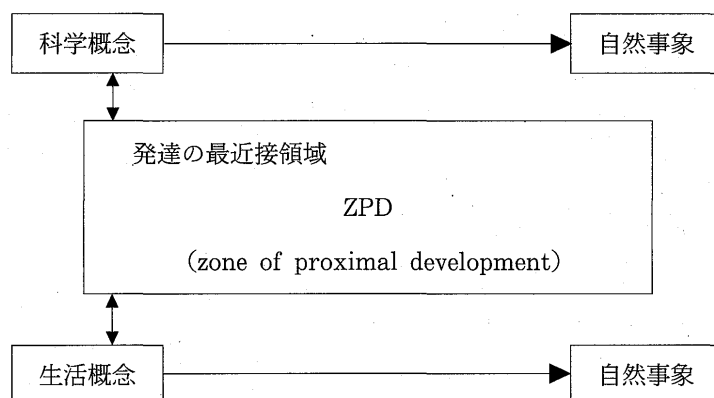 科学概念
自然事象
発達の最近接領域
ZPD
(zone of proximal development)
生活概念
自然事象